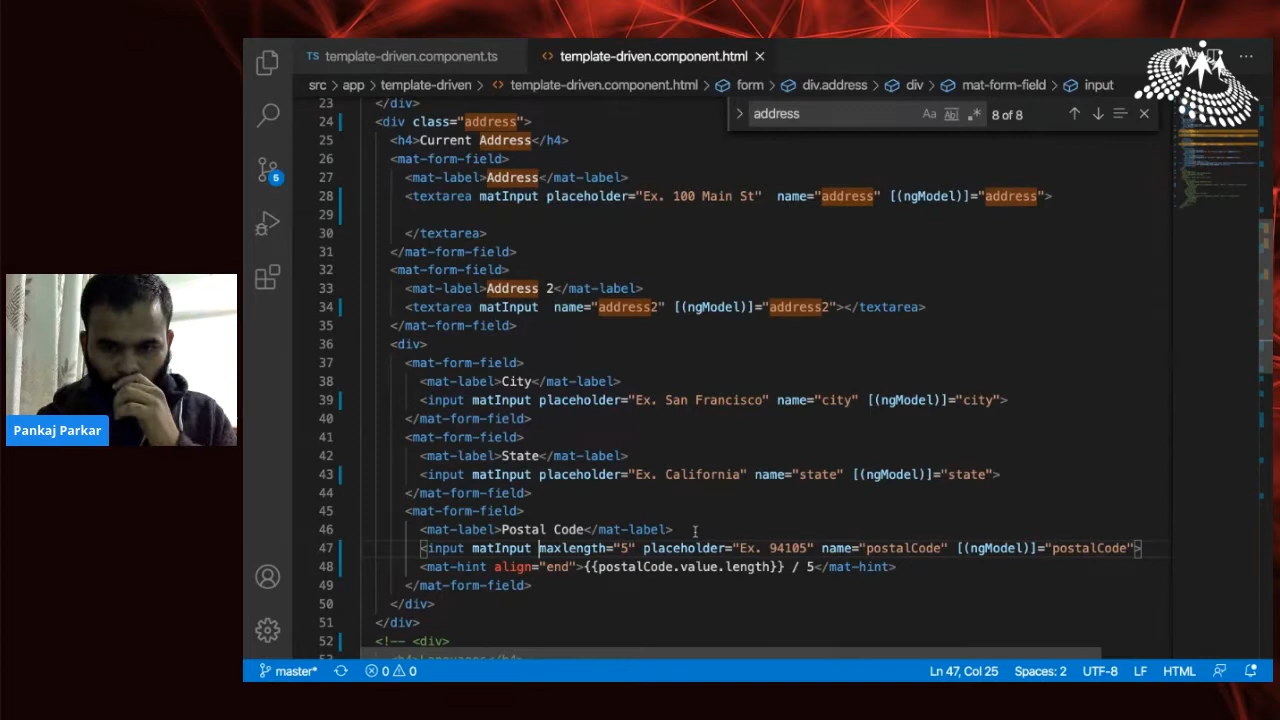 TS template-driven.component.ts
<> template-driven.component.html
src > app > template-driven > <> template-driven.component.html > form > div.address > div > mat-form-field > input
address
Aa
Ab
8 of 8
23 </div>
24 <div class="address">
25 <h4>Current Address</h4>
26 <mat-form-field>
27 <mat-label>Address</mat-label>
28 <textarea matInput placeholder="Ex. 100 Main St"  name="address" [(ngModel)]="address">
29
30 </textarea>
31 </mat-form-field>
32 <mat-form-field>
33 <mat-label>Address 2</mat-label>
34 <textarea matInput  name="address2" [(ngModel)]="address2"></textarea>
35 </mat-form-field>
36 <div>
37 <mat-form-field>
38 <mat-label>City</mat-label>
39 <input matInput placeholder="Ex. San Francisco" name="city" [(ngModel)]="city">
40 </mat-form-field>
41 <mat-form-field>
42 <mat-label>State</mat-label>
43 <input matInput placeholder="Ex. California" name="state" [(ngModel)]="state">
44 </mat-form-field>
45 <mat-form-field>
46 <mat-label>Postal Code</mat-label>
47 <input matInput maxlength="5" placeholder="Ex. 94105" name="postalCode" [(ngModel)]="postalCode">
48 <mat-hint align="end">{{postalCode.value.length}} / 5</mat-hint>
49 </mat-form-field>
50 </div>
51 </div>
52 <!-- <div>
5
Pankaj Parkar
master*
0
0
Ln 47, Col 25
Spaces: 2
UTF-8
LF
HTML